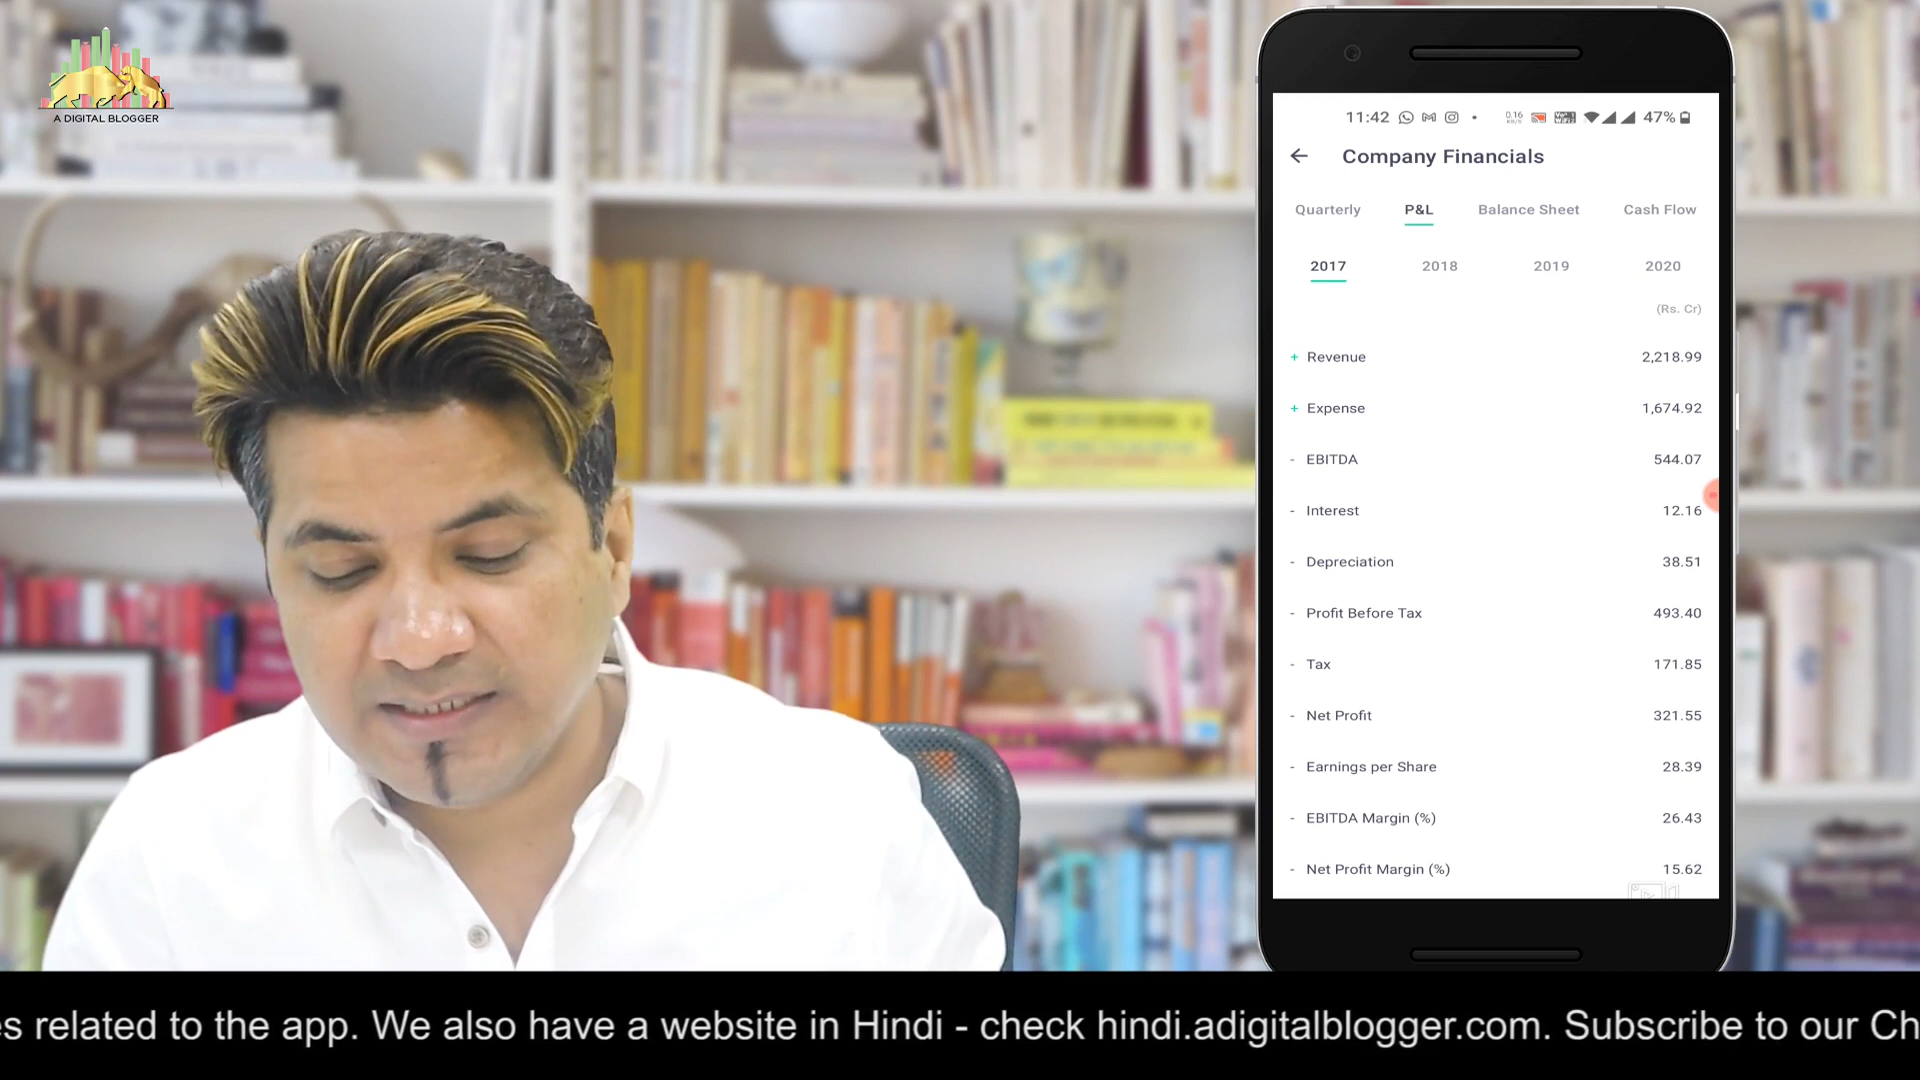 A DIGITAL BLOGGER
11:42
0.16
KB/S
47%
Company Financials
Quarterly P&L Balance Sheet Cash Flow
2017 2018 2019 2020
(Rs. Cr)
+ Revenue 2,218.99
+ Expense 1,674.92
- EBITDA 544.07
- Interest 12.16
- Depreciation 38.51
- Profit Before Tax 493.40
- Tax 171.85
- Net Profit 321.55
- Earnings per Share 28.39
- EBITDA Margin (%) 26.43
- Net Profit Margin (%) 15.62
es related to the app. We also have a website in Hindi - check hindi.adigitalblogger.com. Subscribe to our Ch